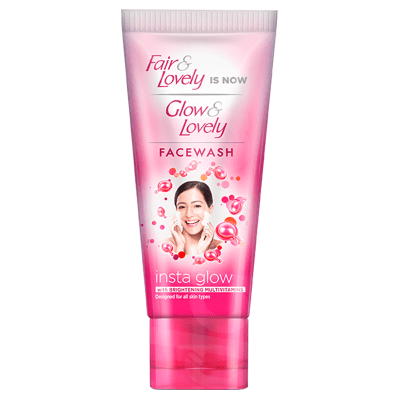 Fair &
Lovely IS NOW
Glow &
Lovely
FACEWASH
insta glow
with BRIGHTENING MULTIVITAMINS
Designed for all skin types